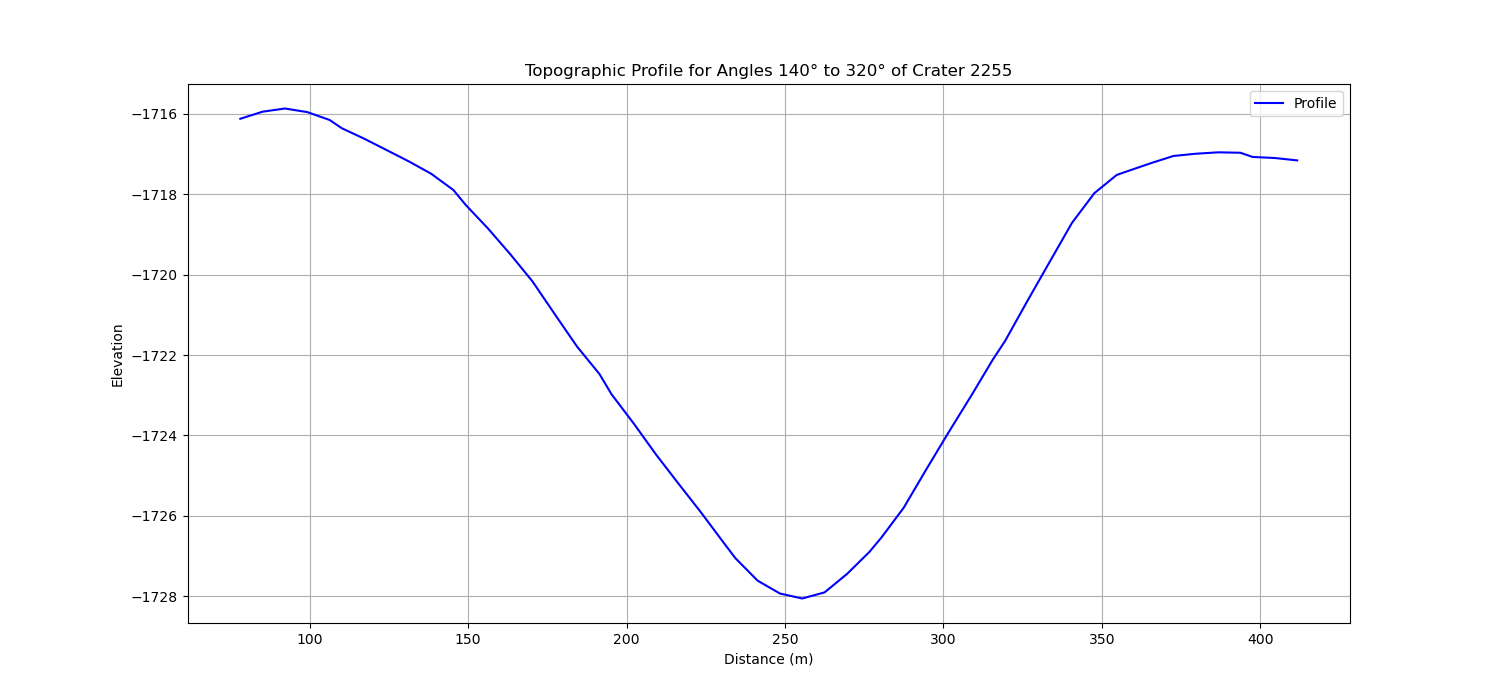 Topographic Profile for Angles 140° to 320° of Crater 2255
Profile
−1716
−1718
−1720
−1722
−1724
−1726
−1728
Elevation
100 150 200 250 300 350 400
Distance (m)